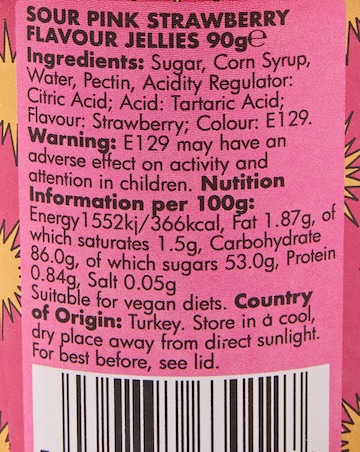 SOUR PINK STRAWBERRY
FLAVOUR JELLIES 90g℮
Ingredients: Sugar, Corn Syrup,
Water, Pectin, Acidity Regulator:
Citric Acid; Acid: Tartaric Acid;
Flavour: Strawberry; Colour: E129.
Warning: E129 may have an
adverse effect on activity and
attention in children. Nutition
Information per 100g:
Energy1552kj/366kcal, Fat 1.87g, of
which saturates 1.5g, Carbohydrate
86.0g, of which sugars 53.0g, Protein
0.84g, Salt 0.05g
Suitable for vegan diets. Country
of Origin: Turkey. Store in a cool,
dry place away from direct sunlight.
For best before, see lid.